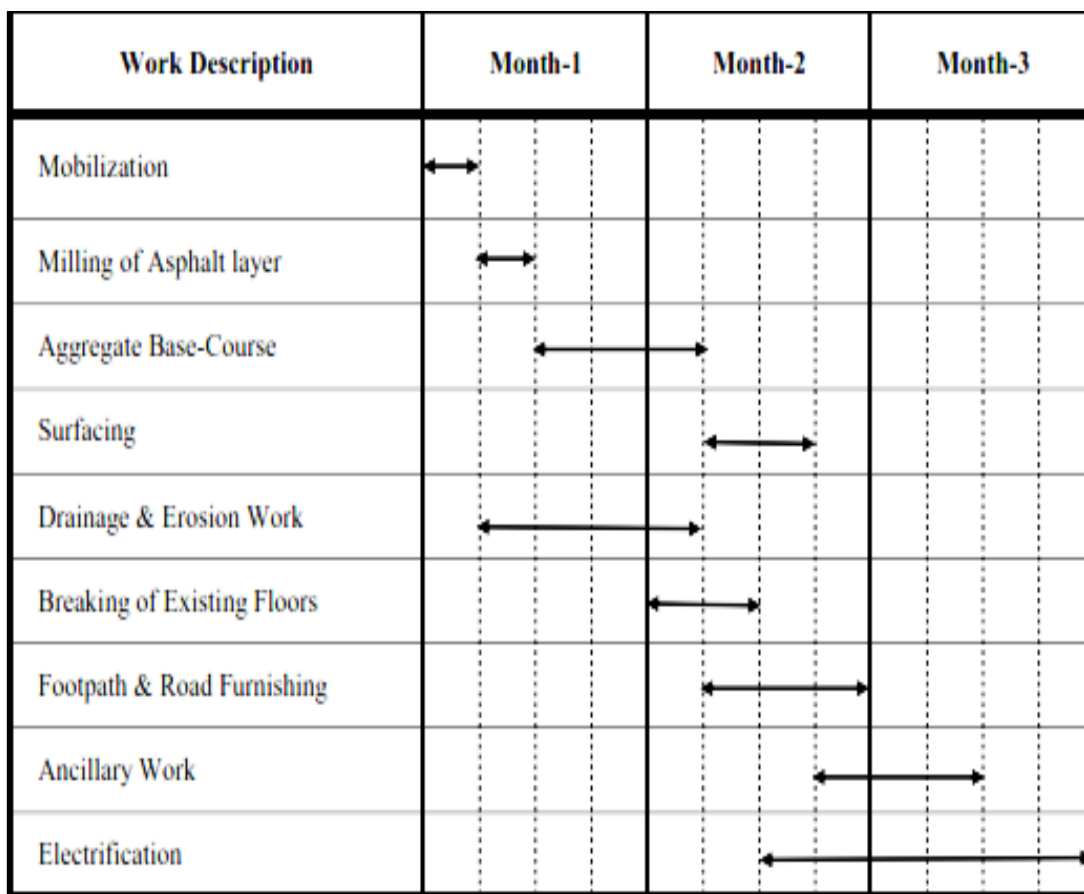 Work Description Month-1 Month-2 Month-3
Mobilization
Milling of Asphalt layer
Aggregate Base-Course
Surfacing
Drainage & Erosion Work
Breaking of Existing Floors
Footpath & Road Furnishing
Ancillary Work
Electrification